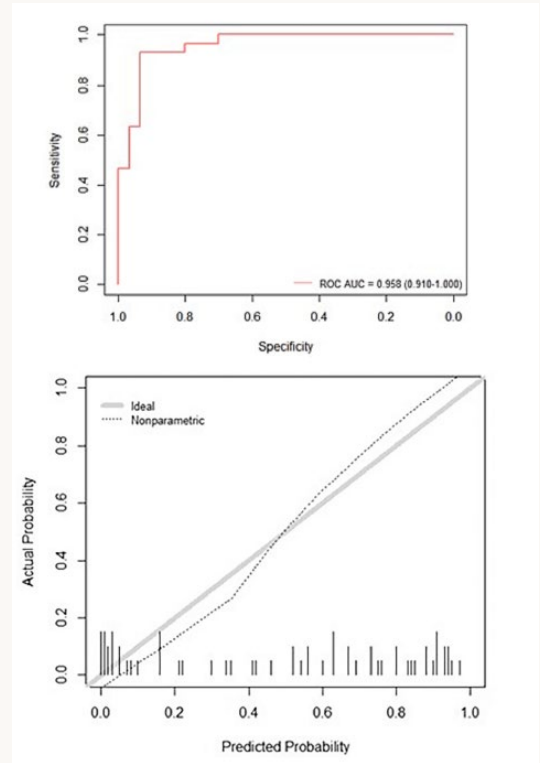 1.0
0.8
0.6
0.4
0.2
0.0
Sensitivity
ROC AUC = 0.958 (0.910-1.000)
1.0 0.8 0.6 0.4 0.2 0.0
Specificity
1.0
0.8
0.6
0.4
0.2
0.0
Actual Probability
Ideal
Nonparametric
0.0 0.2 0.4 0.6 0.8 1.0
Predicted Probability